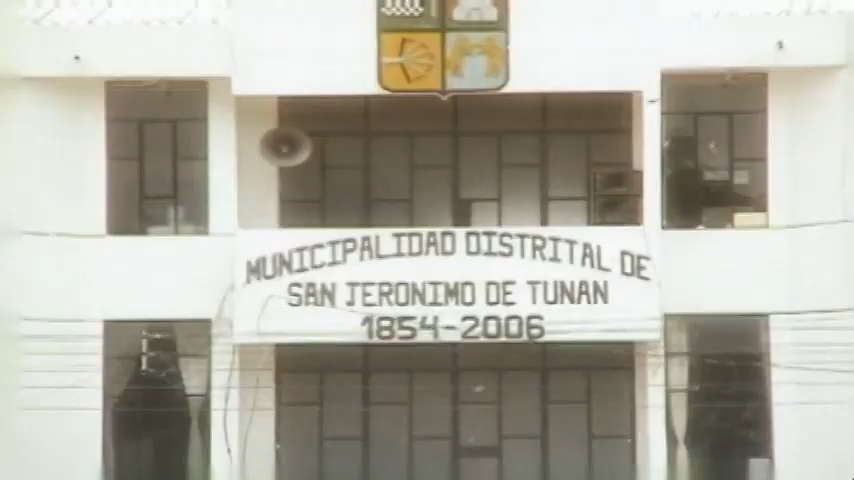 MUNICIPALIDAD DISTRITAL DE
SAN JERONIMO DE TUNAN
1854-2006